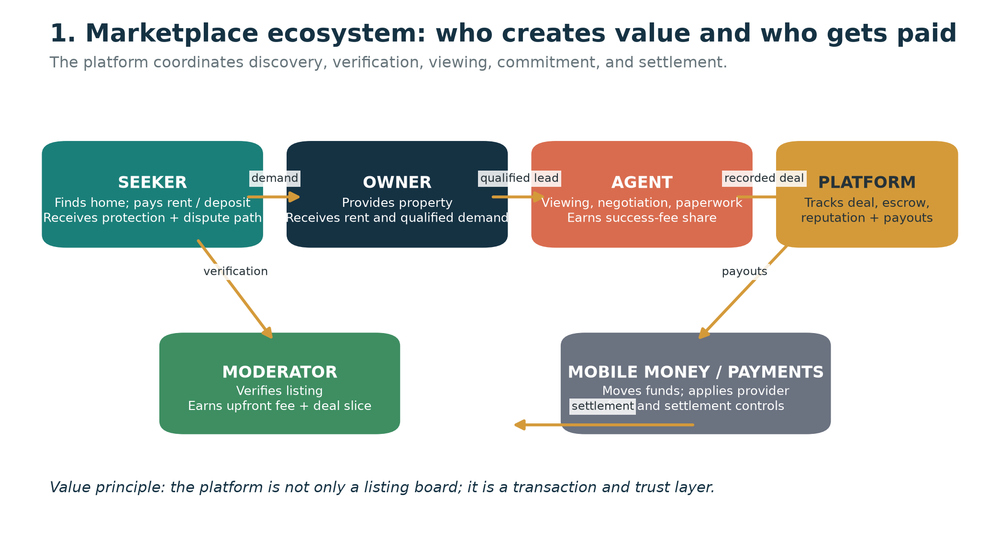 1. Marketplace ecosystem: who creates value and who gets paid
The platform coordinates discovery, verification, viewing, commitment, and settlement.
SEEKER
Finds home; pays rent / deposit
Receives protection + dispute path
demand
OWNER
Provides property
Receives rent and qualified demand
qualified lead
AGENT
Viewing, negotiation, paperwork
Earns success-fee share
recorded deal
PLATFORM
Tracks deal, escrow,
reputation + payouts
verification
payouts
MODERATOR
Verifies listing
Earns upfront fee + deal slice
MOBILE MONEY / PAYMENTS
Moves funds; applies provider
and settlement controls
settlement
Value principle: the platform is not only a listing board; it is a transaction and trust layer.